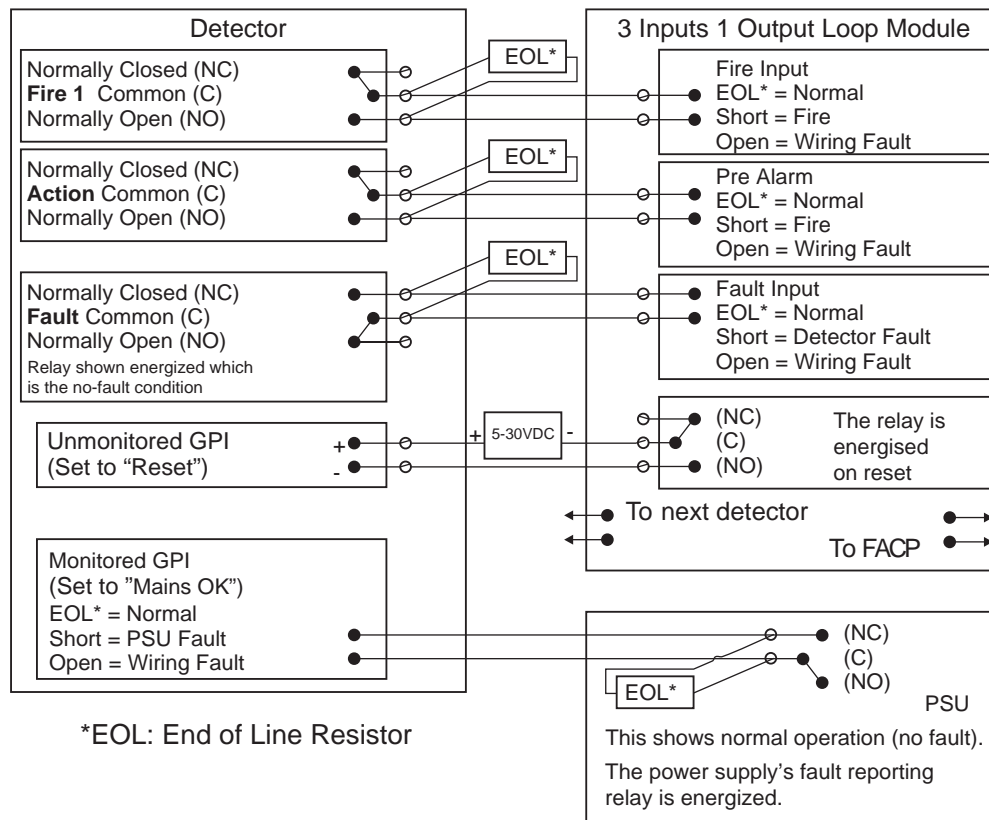 Detector
Normally Closed (NC)
Fire 1 Common (C)
Normally Open (NO)
EOL*
Normally Closed (NC)
Action Common (C)
Normally Open (NO)
EOL*
Normally Closed (NC)
Fault Common (C)
Normally Open (NO)
Relay shown energized which
is the no-fault condition
EOL*
Unmonitored GPI
(Set to “Reset”)
+
-
+ 5-30VDC -
Monitored GPI
(Set to ”Mains OK”)
EOL* = Normal
Short = PSU Fault
Open = Wiring Fault
3 Inputs 1 Output Loop Module
Fire Input
EOL* = Normal
Short = Fire
Open = Wiring Fault
Pre Alarm
EOL* = Normal
Short = Fire
Open = Wiring Fault
Fault Input
EOL* = Normal
Short = Detector Fault
Open = Wiring Fault
(NC)
(C)
(NO)
The relay is
energised
on reset
To next detector
To FACP
(NC)
(C)
(NO)
EOL*
PSU
This shows normal operation (no fault).
The power supply’s fault reporting
relay is energized.
*EOL: End of Line Resistor